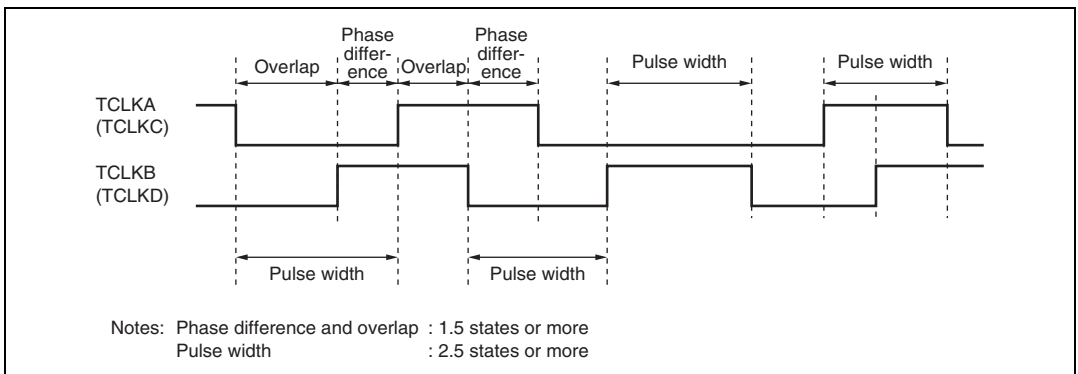 Phase
differ-
ence
Phase
differ-
ence
Overlap
Overlap
Pulse width
Pulse width
TCLKA
(TCLKC)
TCLKB
(TCLKD)
Pulse width
Pulse width
Notes: Phase difference and overlap : 1.5 states or more
Pulse width : 2.5 states or more